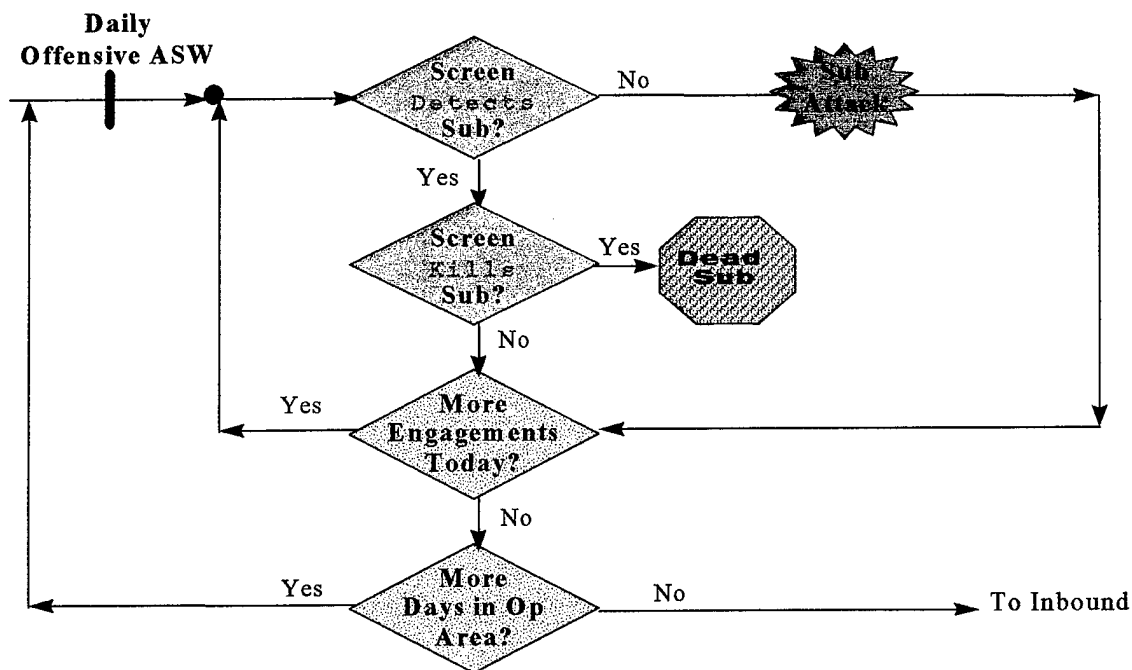 Daily
Offensive ASW
Screen
Detects
Sub?
No
Sub
Attack
Yes
Screen
Kills
Sub?
Yes
Dead
Sub
No
More
Engagements
Today?
Yes
No
More
Days in Op
Area?
Yes
No
To Inbound